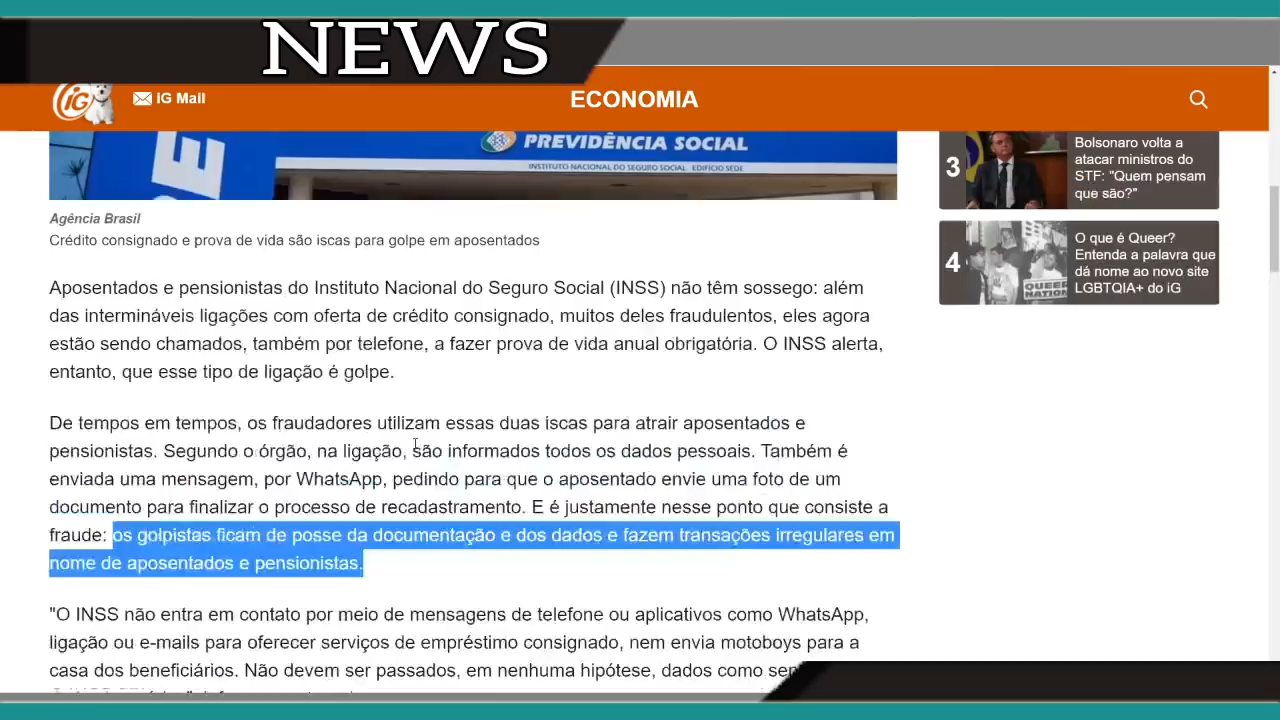 NEWS
iG
iG Mail
ECONOMIA
PREVIDÊNCIA SOCIAL
INSTITUTO NACIONAL DO SEGURO SOCIAL EDIFICIO SEDE
Agência Brasil
Crédito consignado e prova de vida são iscas para golpe em aposentados
Aposentados e pensionistas do Instituto Nacional do Seguro Social (INSS) não têm sossego: além
das intermináveis ligações com oferta de crédito consignado, muitos deles fraudulentos, eles agora
estão sendo chamados, também por telefone, a fazer prova de vida anual obrigatória. O INSS alerta,
entanto, que esse tipo de ligação é golpe.
De tempos em tempos, os fraudadores utilizam essas duas iscas para atrair aposentados e
pensionistas. Segundo o órgão, na ligação, são informados todos os dados pessoais. Também é
enviada uma mensagem, por WhatsApp, pedindo para que o aposentado envie uma foto de um
documento para finalizar o processo de recadastramento. E é justamente nesse ponto que consiste a
fraude: os golpistas ficam de posse da documentação e dos dados e fazem transações irregulares em
nome de aposentados e pensionistas.
"O INSS não entra em contato por meio de mensagens de telefone ou aplicativos como WhatsApp,
ligação ou e-mails para oferecer serviços de empréstimo consignado, nem envia motoboys para a
casa dos beneficiários. Não devem ser passados, em nenhuma hipótese, dados como
3
Bolsonaro volta a
atacar ministros do
STF: "Quem pensam
que são?"
4
O que é Queer?
Entenda a palavra que
dá nome ao novo site
LGBTQIA+ do iG
QUEER
NATION